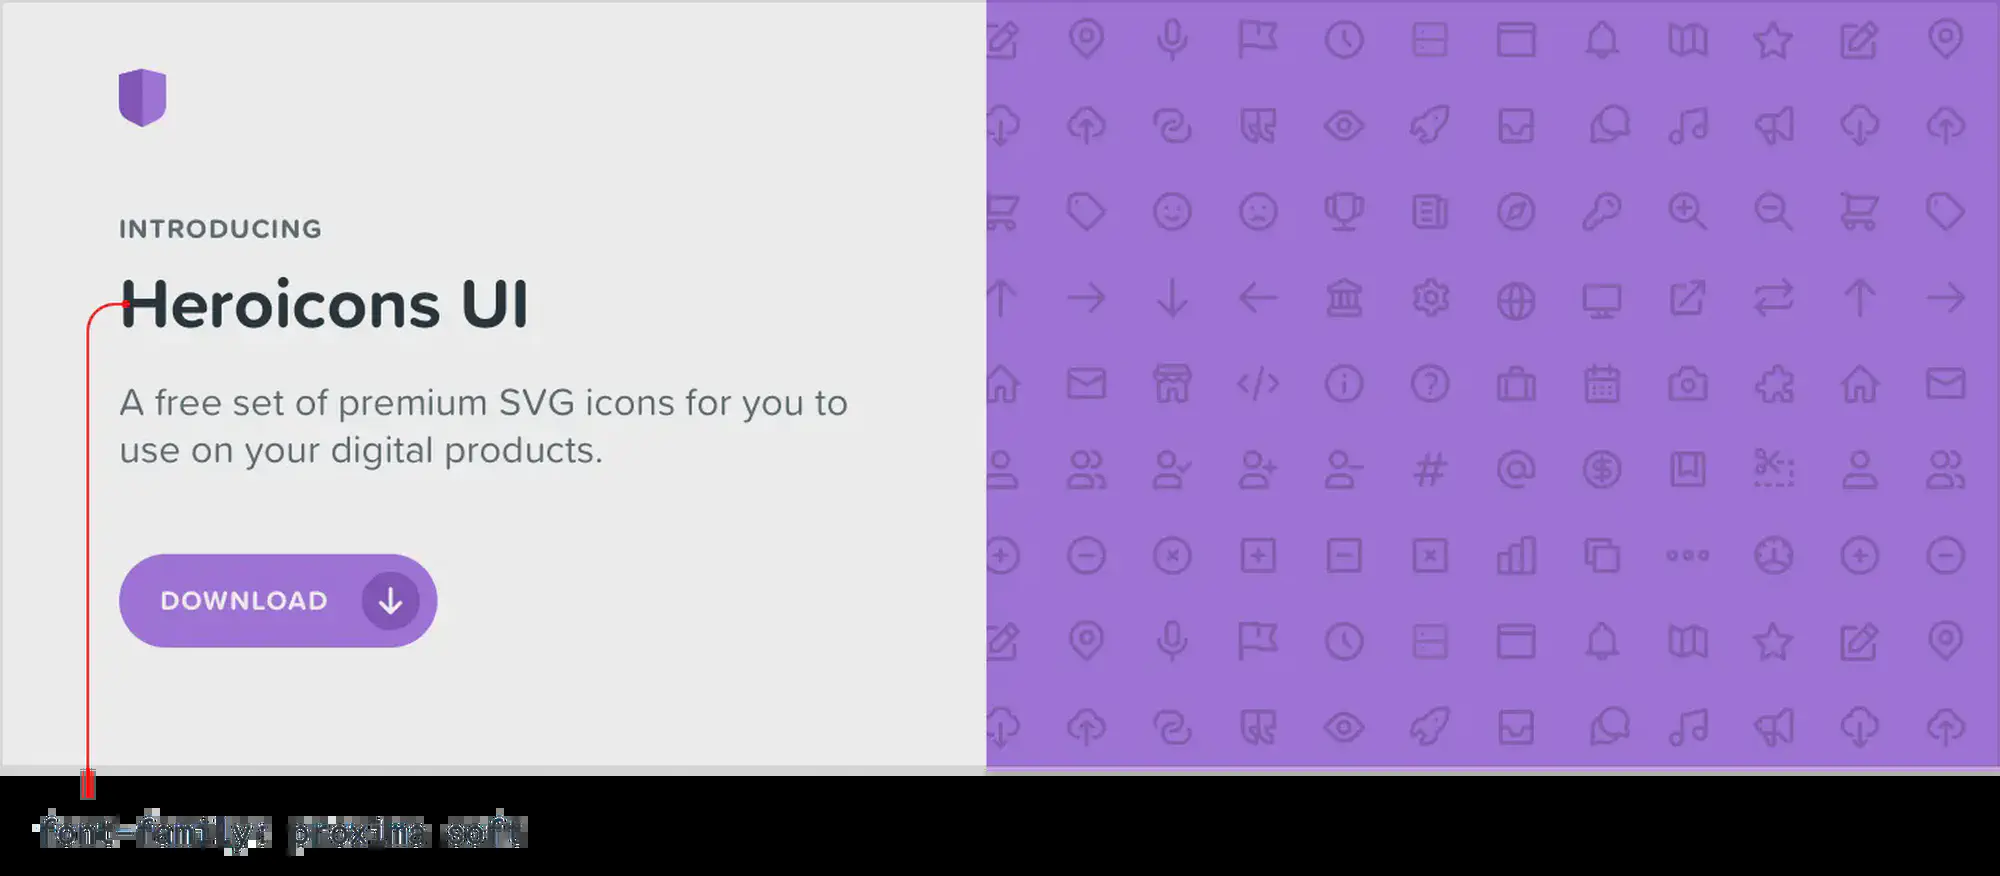 INTRODUCING
Heroicons UI
A free set of premium SVG icons for you to
use on your digital products.
DOWNLOAD
font-family: proxima soft